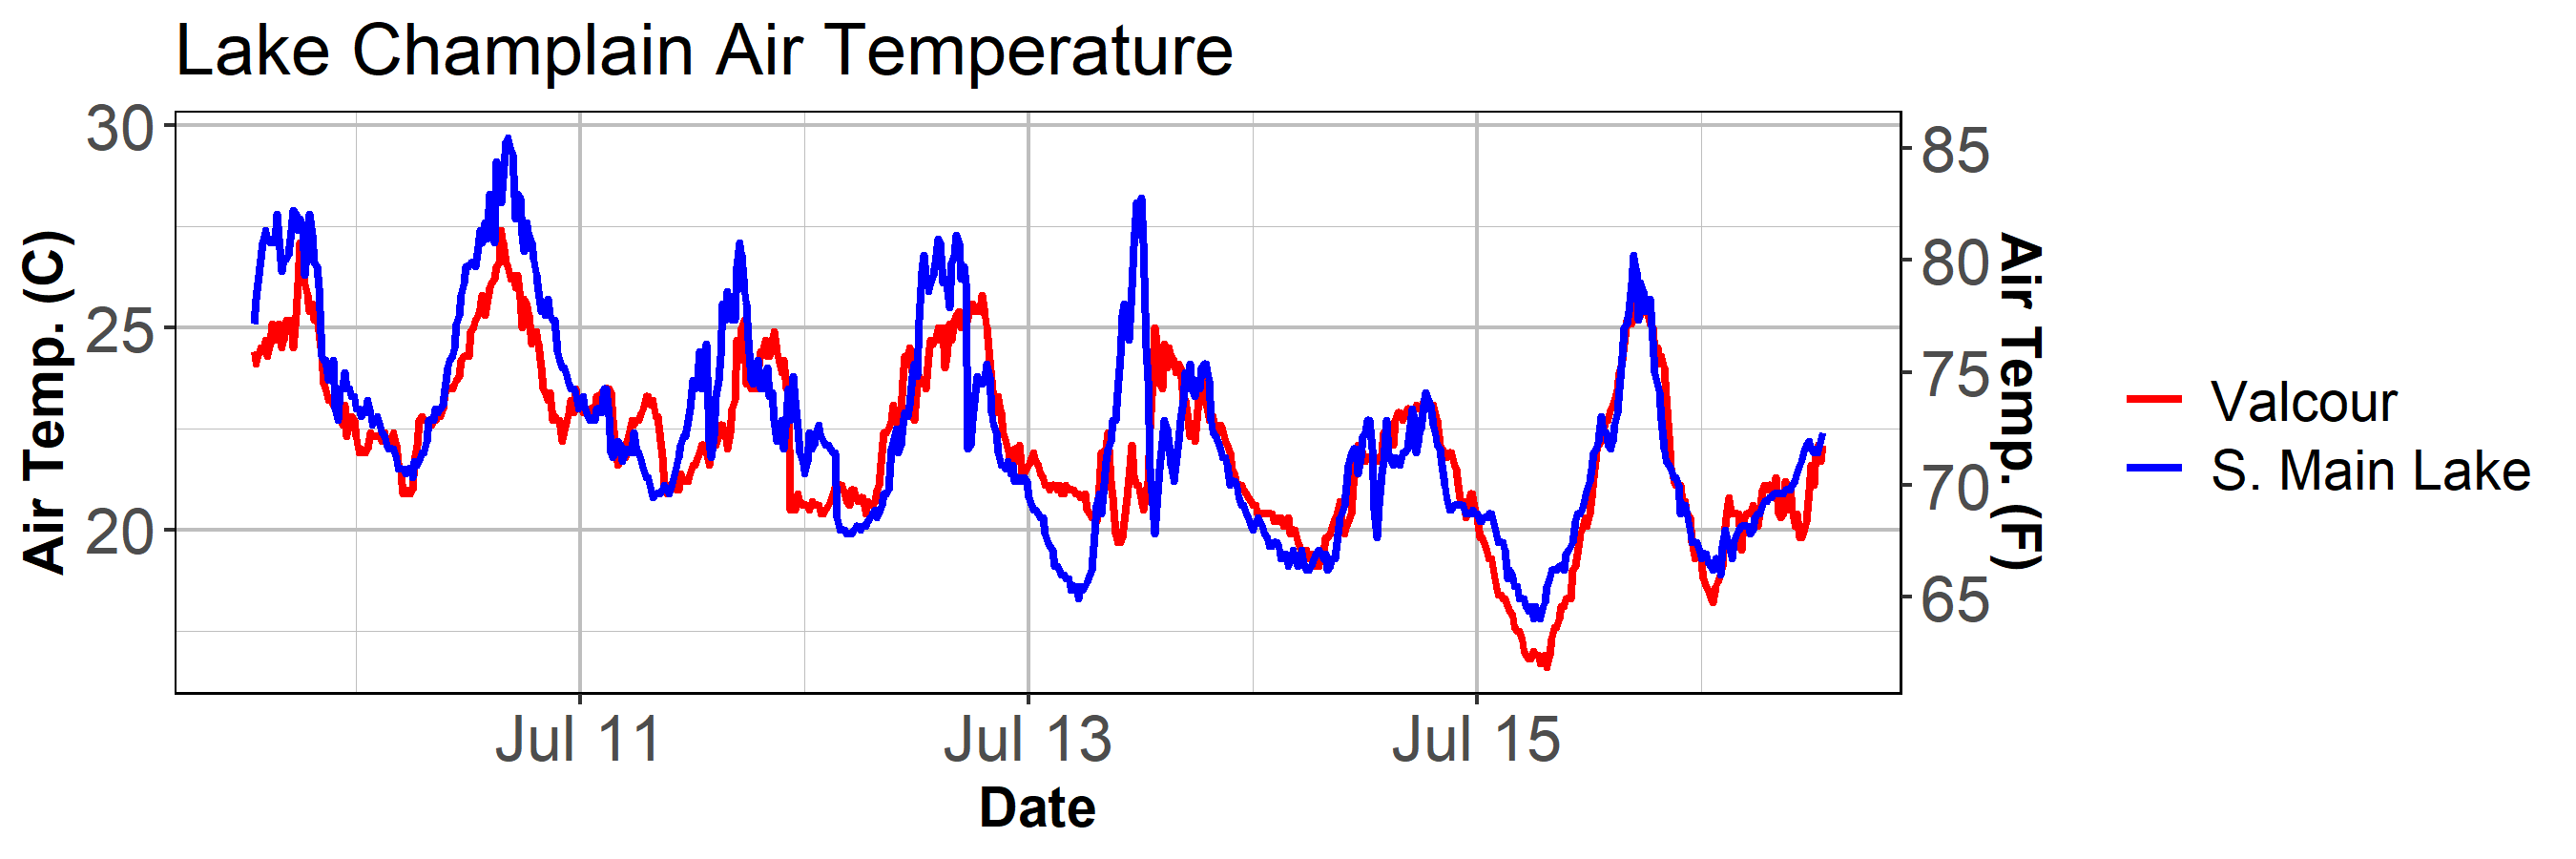 Lake Champlain Air Temperature
30
25
20
Air Temp. (C)
85
80
75
70
65
Air Temp. (F)
Jul 11
Jul 13
Jul 15
Date
Valcour
S. Main Lake